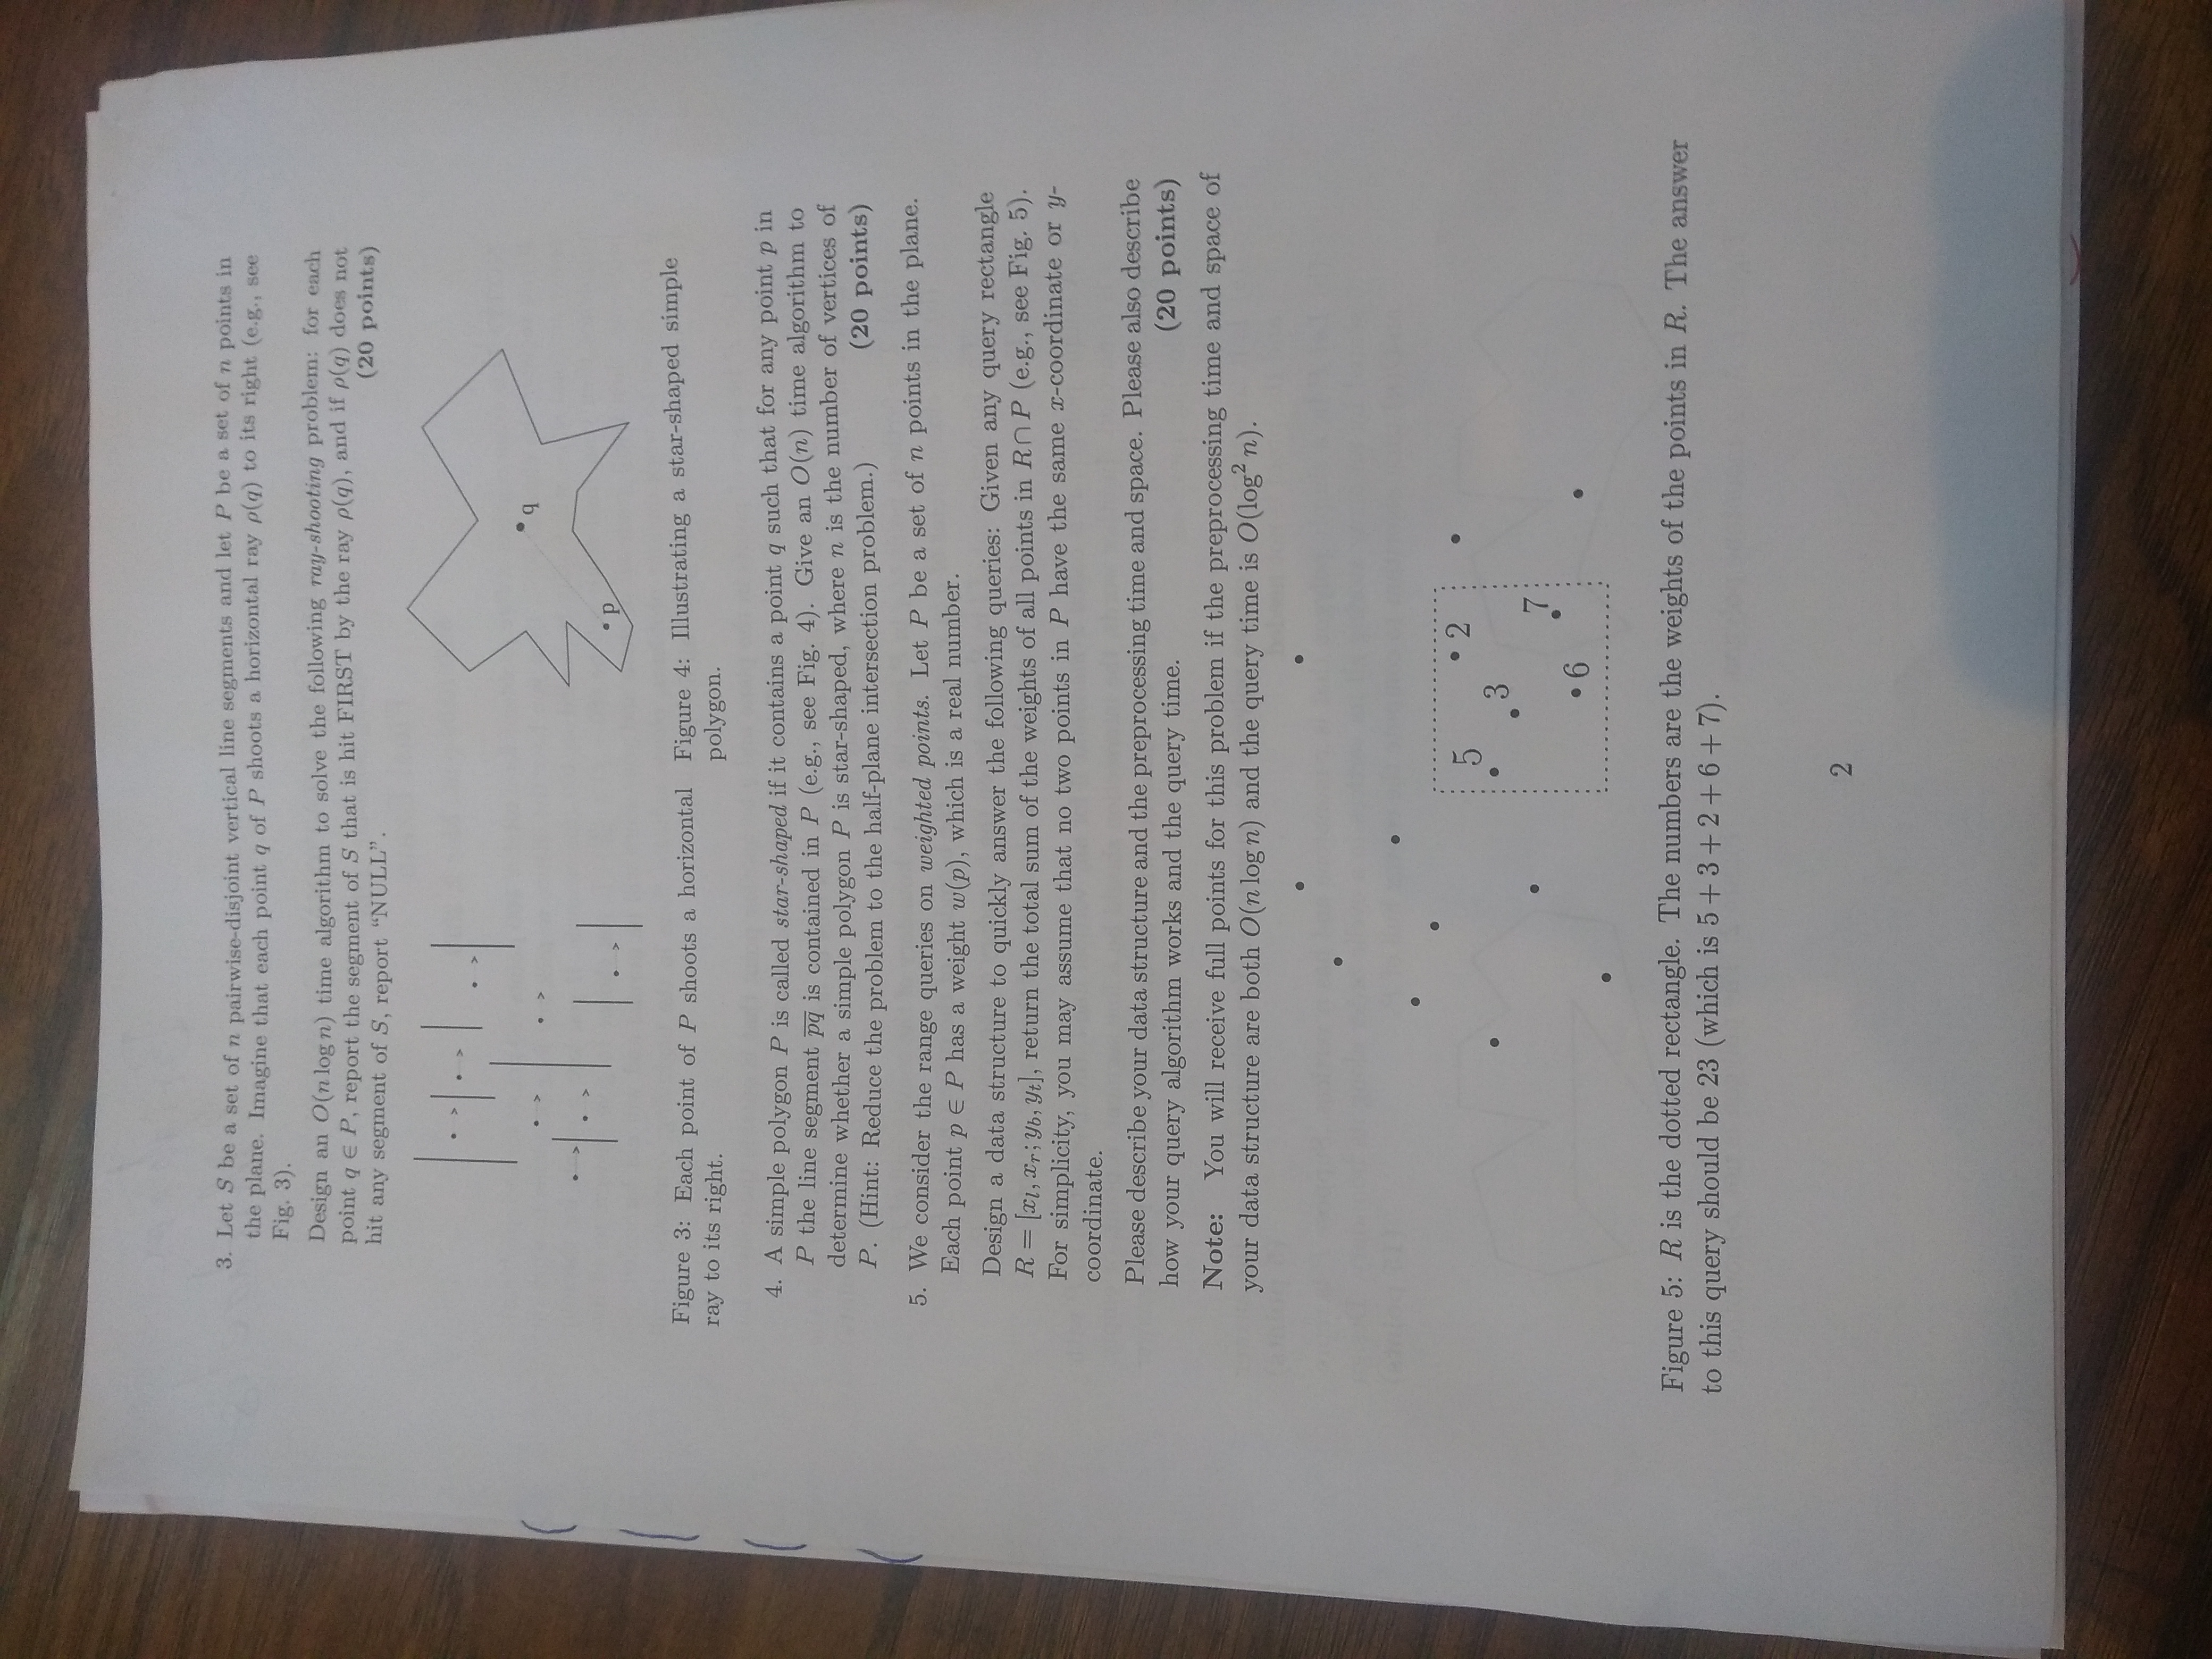 3. Let S be a set of n pairwise-disjoint vertical line segments and let P be a set of n points in
the plane. Imagine that each point q of P shoots a horizontal ray ρ(q) to its right (e.g., see
Fig. 3).
Design an O(n log n) time algorithm to solve the following ray-shooting problem: for each
point q ∈ P, report the segment of S that is hit FIRST by the ray ρ(q), and if ρ(q) does not
hit any segment of S, report “NULL”. (20 points)
q
p
Figure 3: Each point of P shoots a horizontal
ray to its right.
Figure 4: Illustrating a star-shaped simple
polygon.
4. A simple polygon P is called star-shaped if it contains a point q such that for any point p in
P the line segment p̅q̅ is contained in P (e.g., see Fig. 4). Give an O(n) time algorithm to
determine whether a simple polygon P is star-shaped, where n is the number of vertices of
P. (Hint: Reduce the problem to the half-plane intersection problem.) (20 points)
5. We consider the range queries on weighted points. Let P be a set of n points in the plane.
Each point p ∈ P has a weight w(p), which is a real number.
Design a data structure to quickly answer the following queries: Given any query rectangle
R = [x_l, x_r; y_b, y_t], return the total sum of the weights of all points in R ∩ P (e.g., see Fig. 5).
For simplicity, you may assume that no two points in P have the same x-coordinate or y-
coordinate.
Please describe your data structure and the preprocessing time and space. Please also describe
how your query algorithm works and the query time. (20 points)
Note: You will receive full points for this problem if the preprocessing time and space of
your data structure are both O(n log n) and the query time is O(log² n).
5
2
3
7
6
Figure 5: R is the dotted rectangle. The numbers are the weights of the points in R. The answer
to this query should be 23 (which is 5 + 3 + 2 + 6 + 7).
2